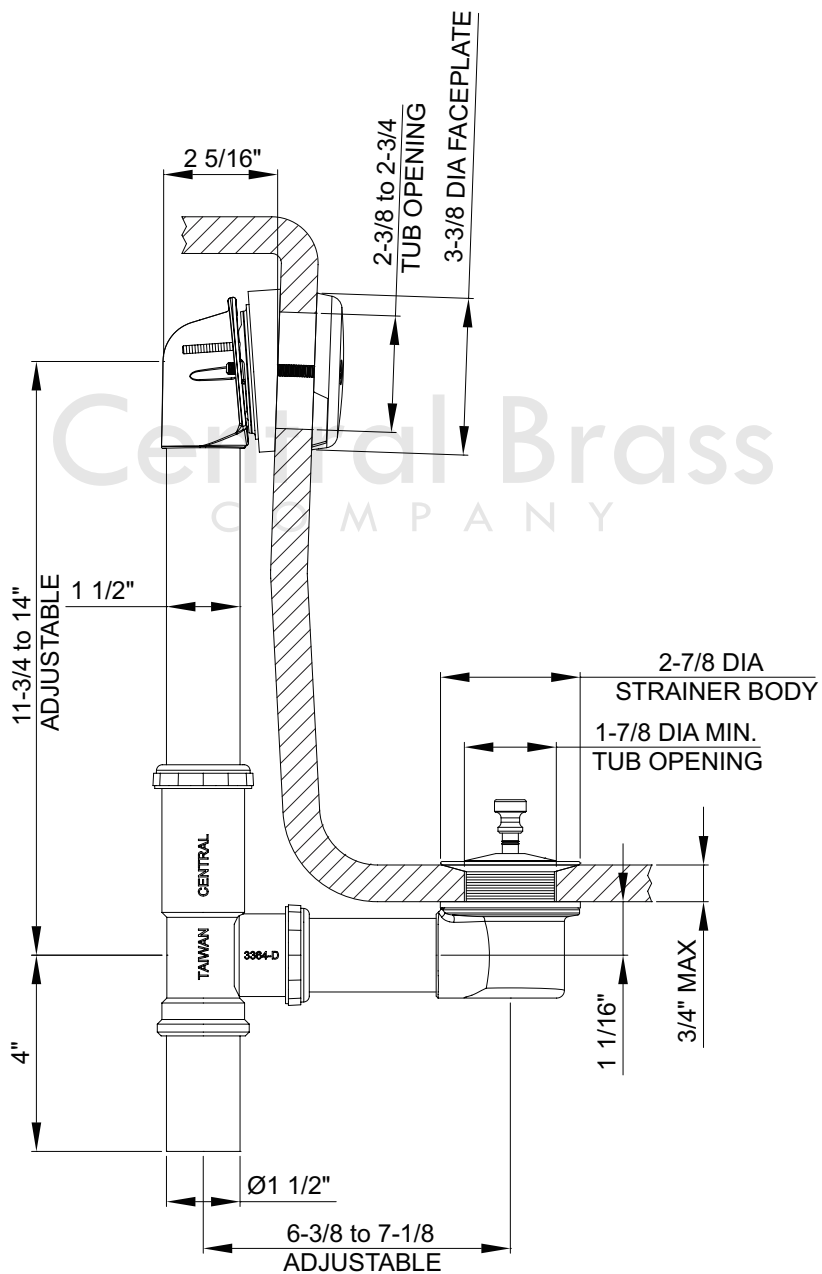 2 5/16"
2-3/8 to 2-3/4
TUB OPENING
3-3/8 DIA FACEPLATE
Central Brass
COMPANY
11-3/4 to 14"
ADJUSTABLE
1 1/2"
2-7/8 DIA
STRAINER BODY
1-7/8 DIA MIN.
TUB OPENING
CENTRAL
TAIWAN
3364-D
4"
1 1/16"
3/4" MAX
Ø1 1/2"
6-3/8 to 7-1/8
ADJUSTABLE